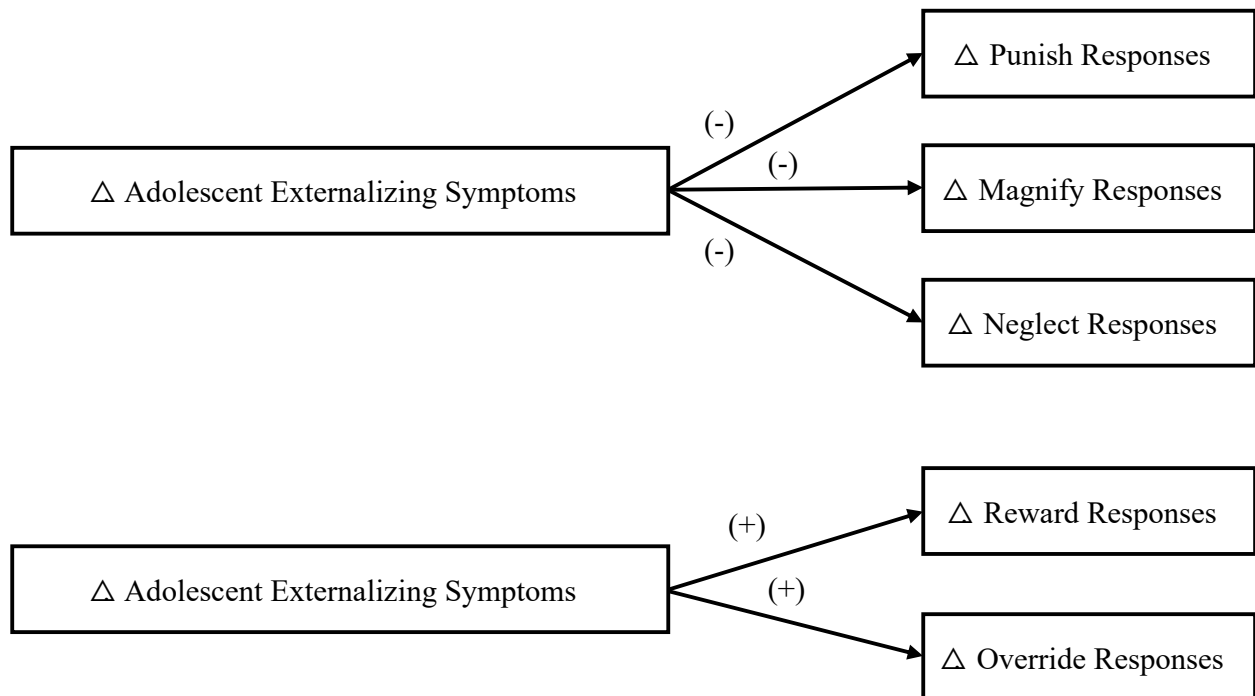 △ Punish Responses
(-)
(-)
△ Adolescent Externalizing Symptoms
△ Magnify Responses
(-)
△ Neglect Responses
△ Reward Responses
(+)
△ Adolescent Externalizing Symptoms
(+)
△ Override Responses